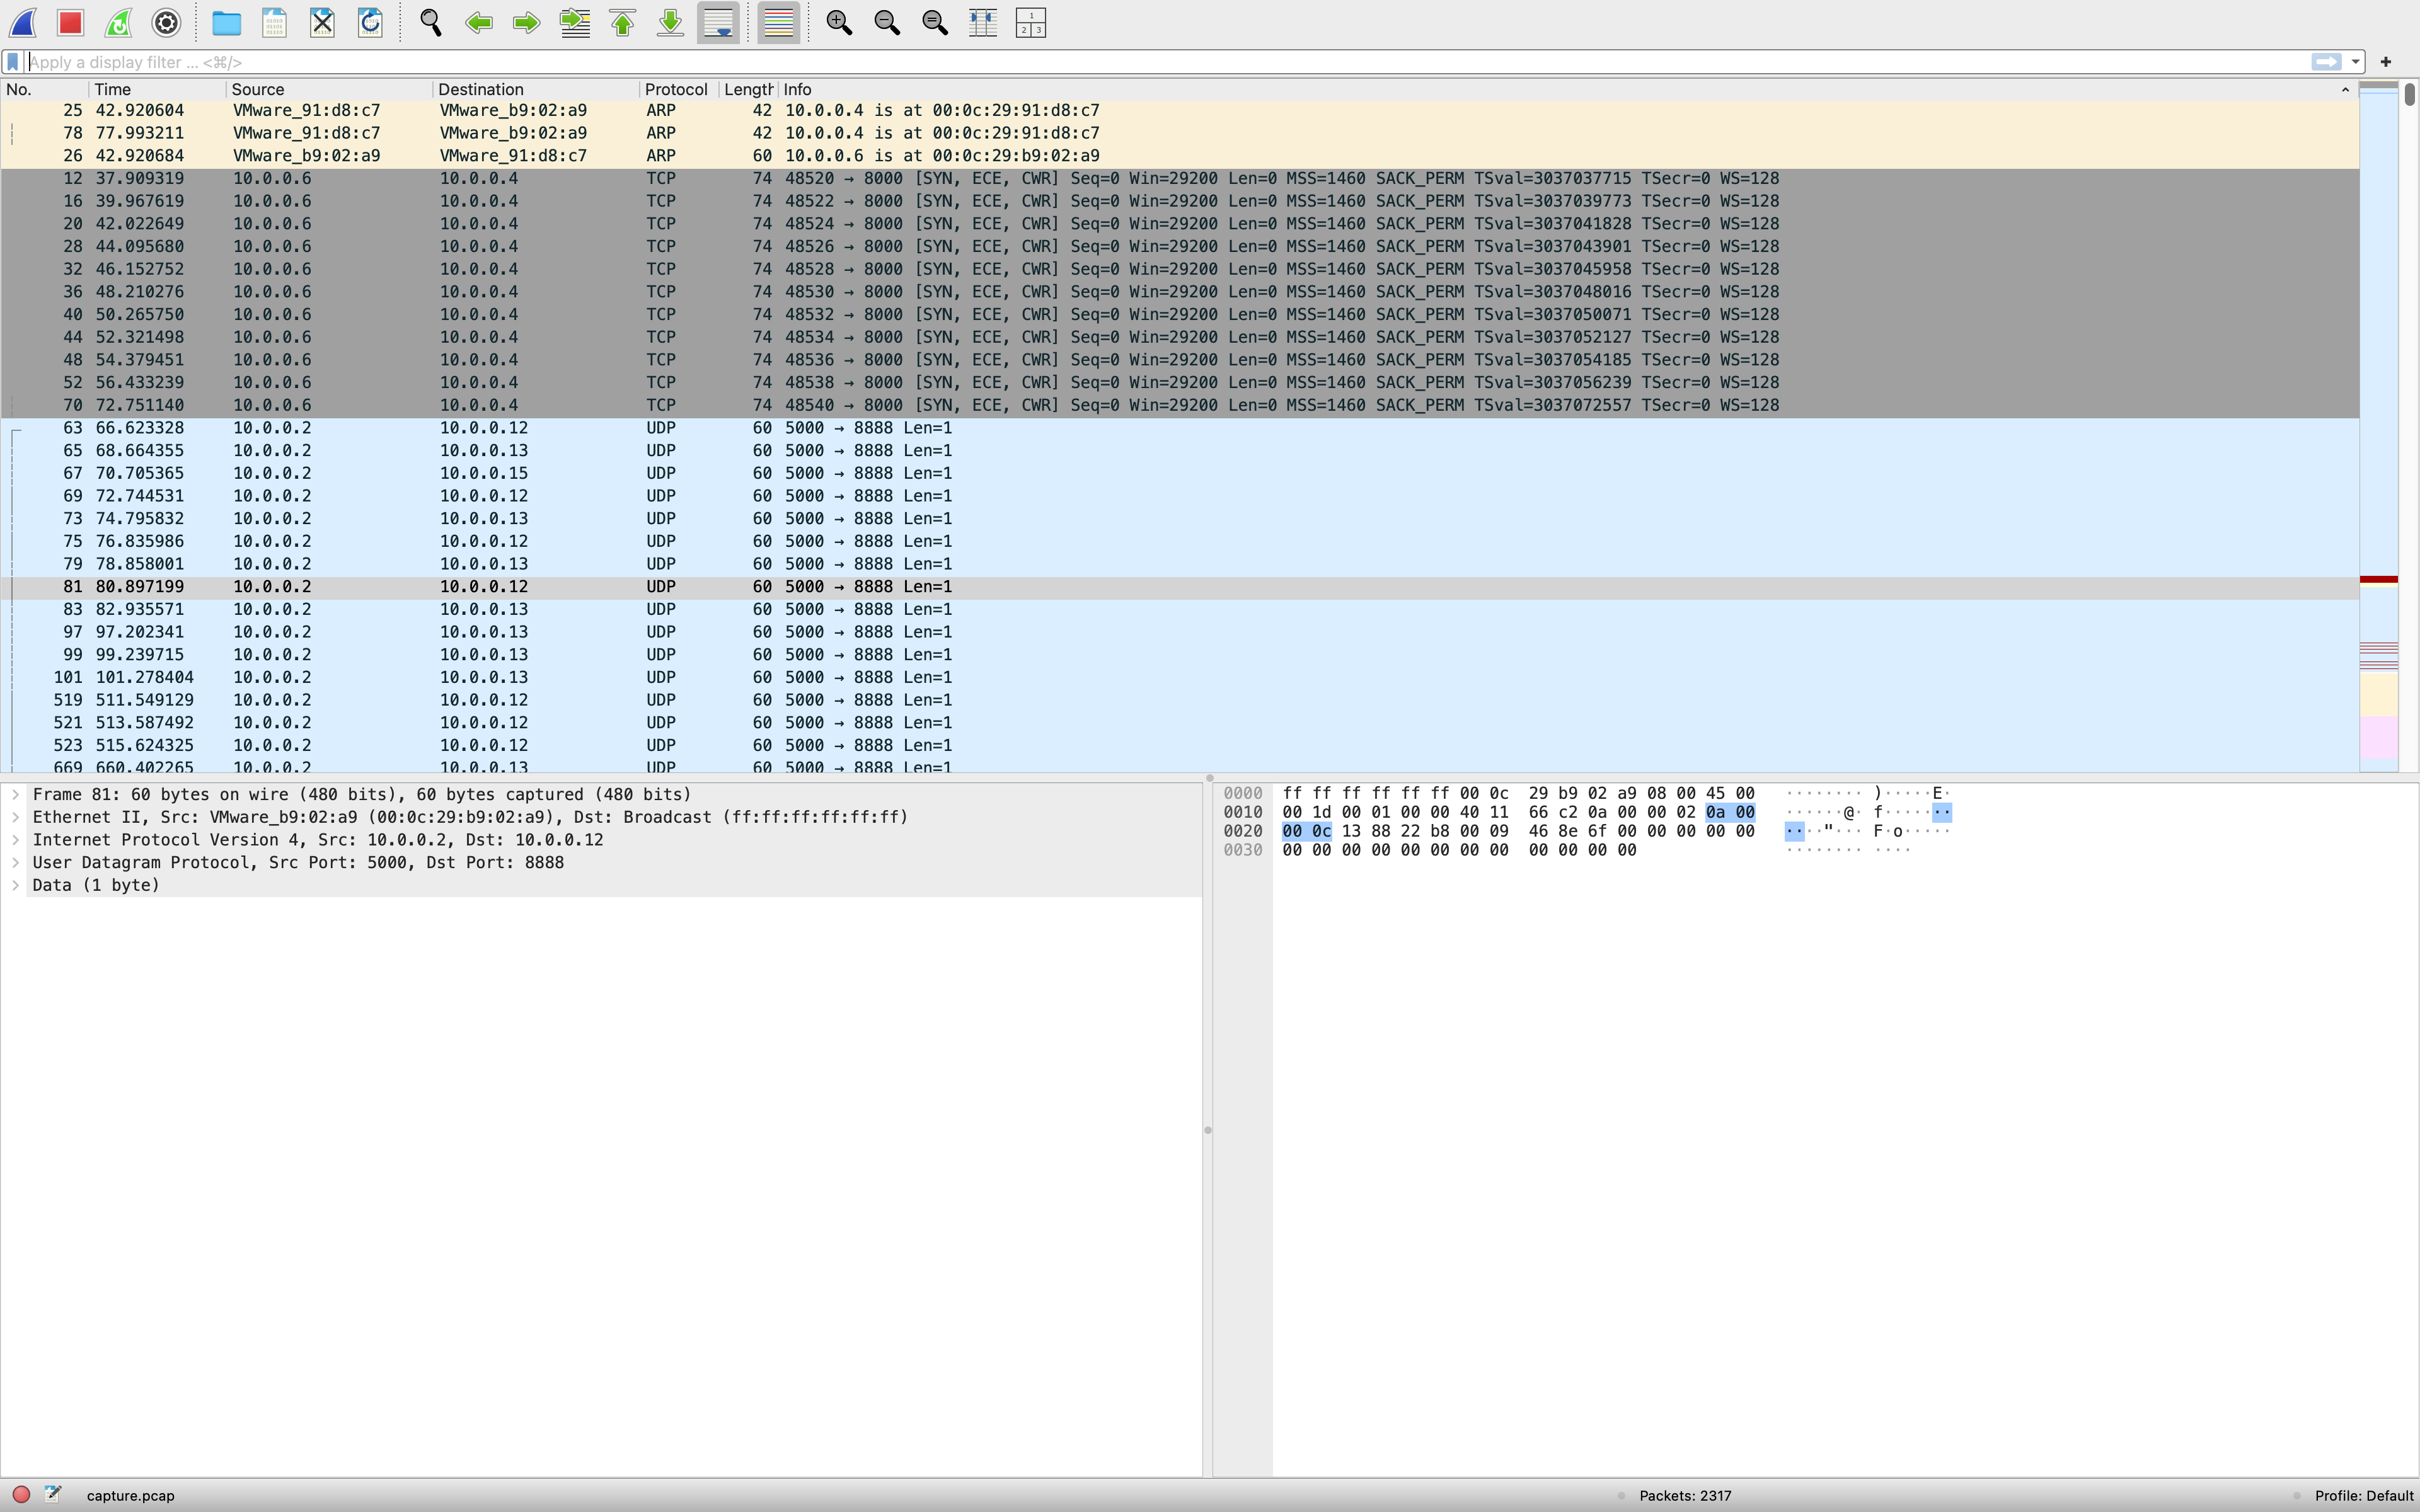 Apply a display filter ... <⌘/>
No. Time Source Destination Protocol Length Info
25 42.920604 VMware_91:d8:c7 VMware_b9:02:a9 ARP 42 10.0.0.4 is at 00:0c:29:91:d8:c7
78 77.993211 VMware_91:d8:c7 VMware_b9:02:a9 ARP 42 10.0.0.4 is at 00:0c:29:91:d8:c7
26 42.920684 VMware_b9:02:a9 VMware_91:d8:c7 ARP 60 10.0.0.6 is at 00:0c:29:b9:02:a9
12 37.909319 10.0.0.6 10.0.0.4 TCP 74 48520 → 8000 [SYN, ECE, CWR] Seq=0 Win=29200 Len=0 MSS=1460 SACK_PERM TSval=3037037715 TSecr=0 WS=128
16 39.967619 10.0.0.6 10.0.0.4 TCP 74 48522 → 8000 [SYN, ECE, CWR] Seq=0 Win=29200 Len=0 MSS=1460 SACK_PERM TSval=3037039773 TSecr=0 WS=128
20 42.022649 10.0.0.6 10.0.0.4 TCP 74 48524 → 8000 [SYN, ECE, CWR] Seq=0 Win=29200 Len=0 MSS=1460 SACK_PERM TSval=3037041828 TSecr=0 WS=128
28 44.095680 10.0.0.6 10.0.0.4 TCP 74 48526 → 8000 [SYN, ECE, CWR] Seq=0 Win=29200 Len=0 MSS=1460 SACK_PERM TSval=3037043901 TSecr=0 WS=128
32 46.152752 10.0.0.6 10.0.0.4 TCP 74 48528 → 8000 [SYN, ECE, CWR] Seq=0 Win=29200 Len=0 MSS=1460 SACK_PERM TSval=3037045958 TSecr=0 WS=128
36 48.210276 10.0.0.6 10.0.0.4 TCP 74 48530 → 8000 [SYN, ECE, CWR] Seq=0 Win=29200 Len=0 MSS=1460 SACK_PERM TSval=3037048016 TSecr=0 WS=128
40 50.265750 10.0.0.6 10.0.0.4 TCP 74 48532 → 8000 [SYN, ECE, CWR] Seq=0 Win=29200 Len=0 MSS=1460 SACK_PERM TSval=3037050071 TSecr=0 WS=128
44 52.321498 10.0.0.6 10.0.0.4 TCP 74 48534 → 8000 [SYN, ECE, CWR] Seq=0 Win=29200 Len=0 MSS=1460 SACK_PERM TSval=3037052127 TSecr=0 WS=128
48 54.379451 10.0.0.6 10.0.0.4 TCP 74 48536 → 8000 [SYN, ECE, CWR] Seq=0 Win=29200 Len=0 MSS=1460 SACK_PERM TSval=3037054185 TSecr=0 WS=128
52 56.433239 10.0.0.6 10.0.0.4 TCP 74 48538 → 8000 [SYN, ECE, CWR] Seq=0 Win=29200 Len=0 MSS=1460 SACK_PERM TSval=3037056239 TSecr=0 WS=128
70 72.751140 10.0.0.6 10.0.0.4 TCP 74 48540 → 8000 [SYN, ECE, CWR] Seq=0 Win=29200 Len=0 MSS=1460 SACK_PERM TSval=3037072557 TSecr=0 WS=128
63 66.623328 10.0.0.2 10.0.0.12 UDP 60 5000 → 8888 Len=1
65 68.664355 10.0.0.2 10.0.0.13 UDP 60 5000 → 8888 Len=1
67 70.705365 10.0.0.2 10.0.0.15 UDP 60 5000 → 8888 Len=1
69 72.744531 10.0.0.2 10.0.0.12 UDP 60 5000 → 8888 Len=1
73 74.795832 10.0.0.2 10.0.0.13 UDP 60 5000 → 8888 Len=1
75 76.835986 10.0.0.2 10.0.0.12 UDP 60 5000 → 8888 Len=1
79 78.858001 10.0.0.2 10.0.0.13 UDP 60 5000 → 8888 Len=1
81 80.897199 10.0.0.2 10.0.0.12 UDP 60 5000 → 8888 Len=1
83 82.935571 10.0.0.2 10.0.0.13 UDP 60 5000 → 8888 Len=1
97 97.202341 10.0.0.2 10.0.0.13 UDP 60 5000 → 8888 Len=1
99 99.239715 10.0.0.2 10.0.0.13 UDP 60 5000 → 8888 Len=1
101 101.278404 10.0.0.2 10.0.0.13 UDP 60 5000 → 8888 Len=1
519 511.549129 10.0.0.2 10.0.0.12 UDP 60 5000 → 8888 Len=1
521 513.587492 10.0.0.2 10.0.0.12 UDP 60 5000 → 8888 Len=1
523 515.624325 10.0.0.2 10.0.0.12 UDP 60 5000 → 8888 Len=1
669 660.402265 10.0.0.2 10.0.0.13 UDP 60 5000 → 8888 Len=1
Frame 81: 60 bytes on wire (480 bits), 60 bytes captured (480 bits)
Ethernet II, Src: VMware_b9:02:a9 (00:0c:29:b9:02:a9), Dst: Broadcast (ff:ff:ff:ff:ff:ff)
Internet Protocol Version 4, Src: 10.0.0.2, Dst: 10.0.0.12
User Datagram Protocol, Src Port: 5000, Dst Port: 8888
Data (1 byte)
0000 ff ff ff ff ff ff 00 0c 29 b9 02 a9 08 00 45 00 ········ )·····E·
0010 00 1d 00 01 00 00 40 11 66 c2 0a 00 00 02 0a 00 ······@· f·······
0020 00 0c 13 88 22 b8 00 09 46 8e 6f 00 00 00 00 00 ····"··· F·o·····
0030 00 00 00 00 00 00 00 00 00 00 00 00 ········ ····
capture.pcap Packets: 2317 Profile: Default